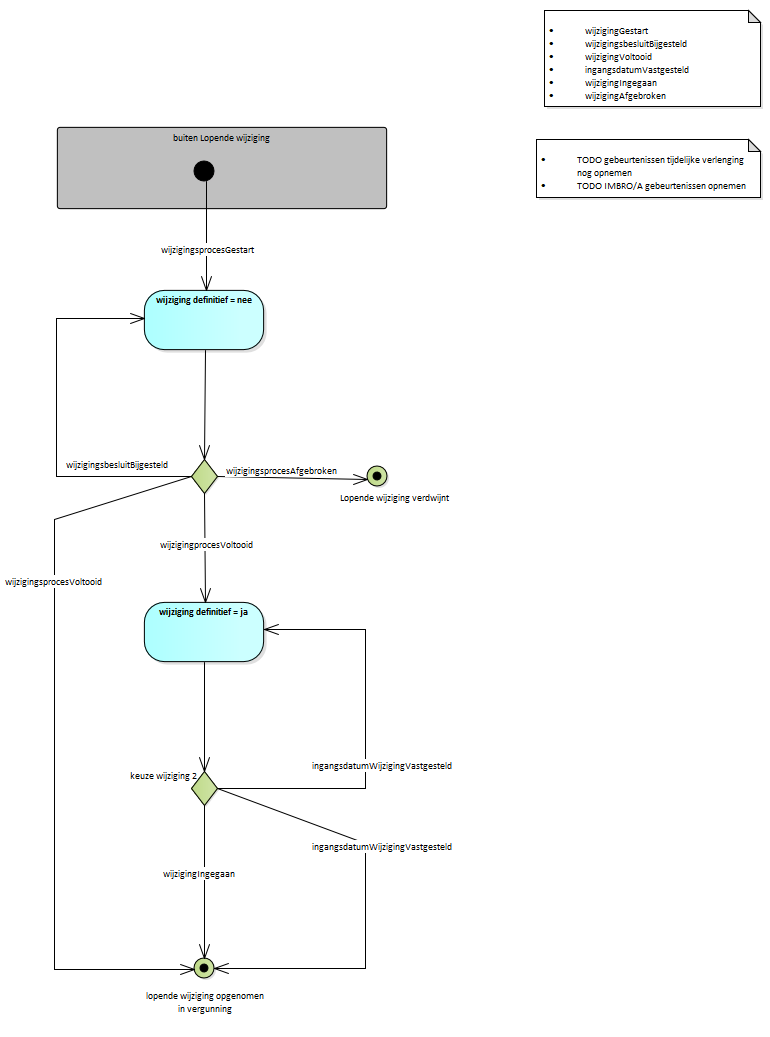 • wijzigingGestart
• wijzigingsbesluitBijgesteld
• wijzigingVoltooid
• ingangsdatumVastgesteld
• wijzigingIngegaan
• wijzigingAfgebroken
buiten Lopende wijziging
• TODO gebeurtenissen tijdelijke verlenging
nog opnemen
• TODO IMBRO/A gebeurtenissen opnemen
wijzigingsprocesGestart
wijziging definitief = nee
wijzigingsbesluitBijgesteld
wijzigingsprocesAfgebroken
Lopende wijziging verdwijnt
wijzigingprocesVoltooid
wijzigingsprocesVoltooid
wijziging definitief = ja
ingangsdatumWijzigingVastgesteld
keuze wijziging 2
ingangsdatumWijzigingVastgesteld
wijzigingIngegaan
lopende wijziging opgenomen
in vergunning